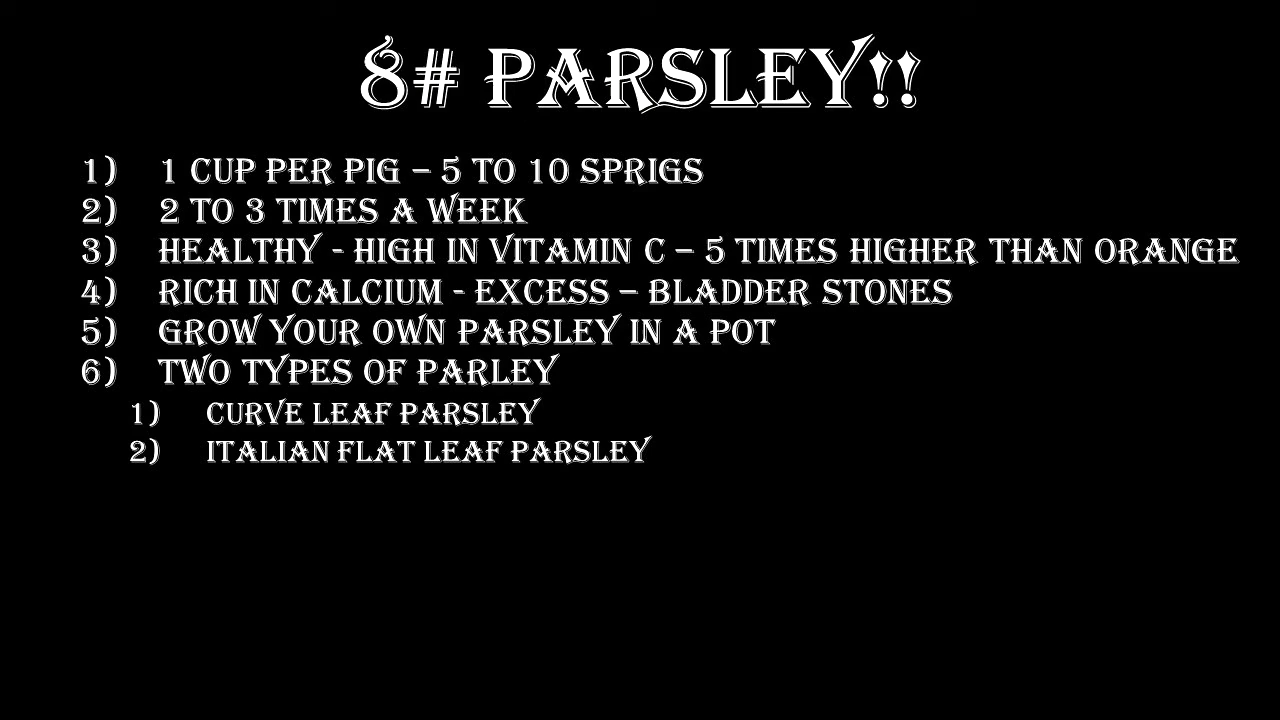 8# PARSLEY!!
1) 1 CUP PER PIG – 5 TO 10 SPRIGS
2) 2 TO 3 TIMES A WEEK
3) HEALTHY - HIGH IN VITAMIN C – 5 TIMES HIGHER THAN ORANGE
4) RICH IN CALCIUM - EXCESS – BLADDER STONES
5) GROW YOUR OWN PARSLEY IN A POT
6) TWO TYPES OF PARLEY
1) CURVE LEAF PARSLEY
2) ITALIAN FLAT LEAF PARSLEY